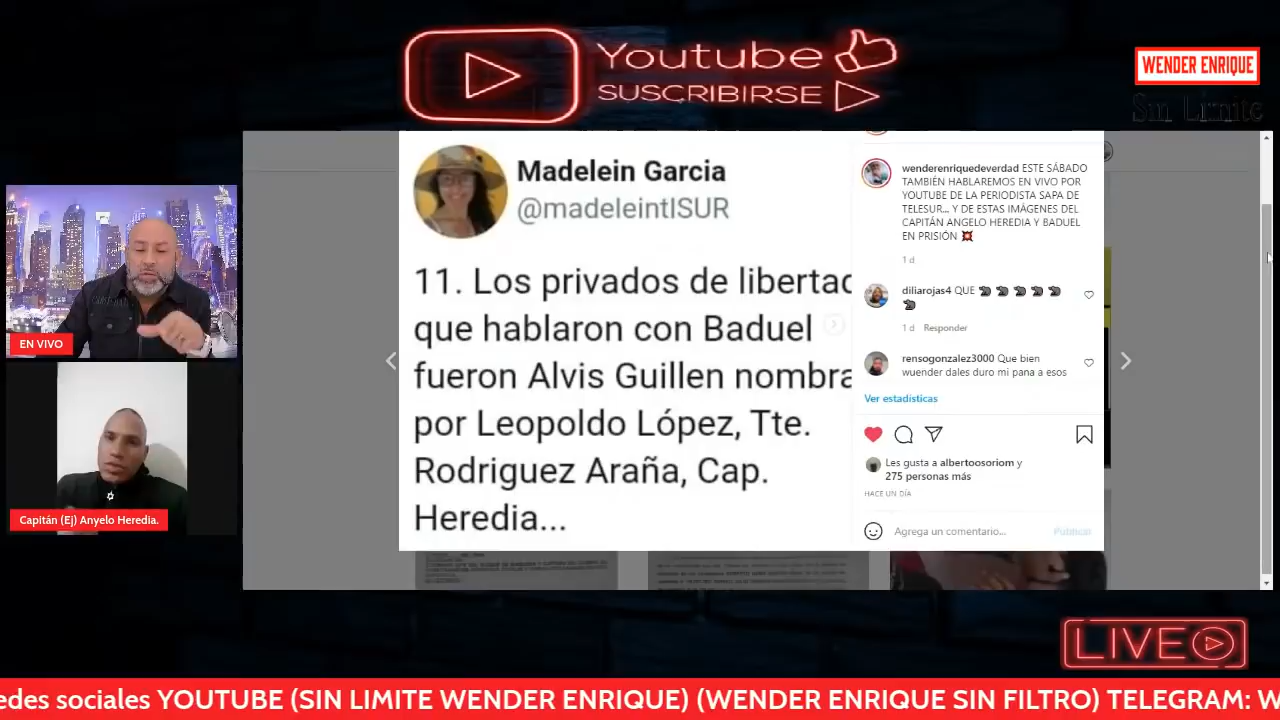 Youtube
SUSCRIBIRSE
WENDER ENRIQUE
Sin Limite
Madelein Garcia
@madeleintlSUR
11. Los privados de libertad
que hablaron con Baduel
fueron Alvis Guillen nombra
por Leopoldo López, Tte.
Rodriguez Araña, Cap.
Heredia...
wenderenriquedeverdad ESTE SÁBADO
TAMBIÉN HABLAREMOS EN VIVO POR
YOUTUBE DE LA PERIODISTA SAPA DE
TELESUR... Y DE ESTAS IMÁGENES DEL
CAPITÁN ANGELO HEREDIA Y BADUEL
EN PRISIÓN 💥
1 d
diliarojas4 QUE
1 d Responder
rensogonzalez3000 Que bien
wuender dales duro mi pana a esos
Ver estadísticas
Les gusta a albertoosoriom y
275 personas más
HACE UN DÍA
Agrega un comentario...
Publicar
EN VIVO
Capitán (Ej) Anyelo Heredia.
LIVE
edes sociales YOUTUBE (SIN LIMITE WENDER ENRIQUE) (WENDER ENRIQUE SIN FILTRO) TELEGRAM: W